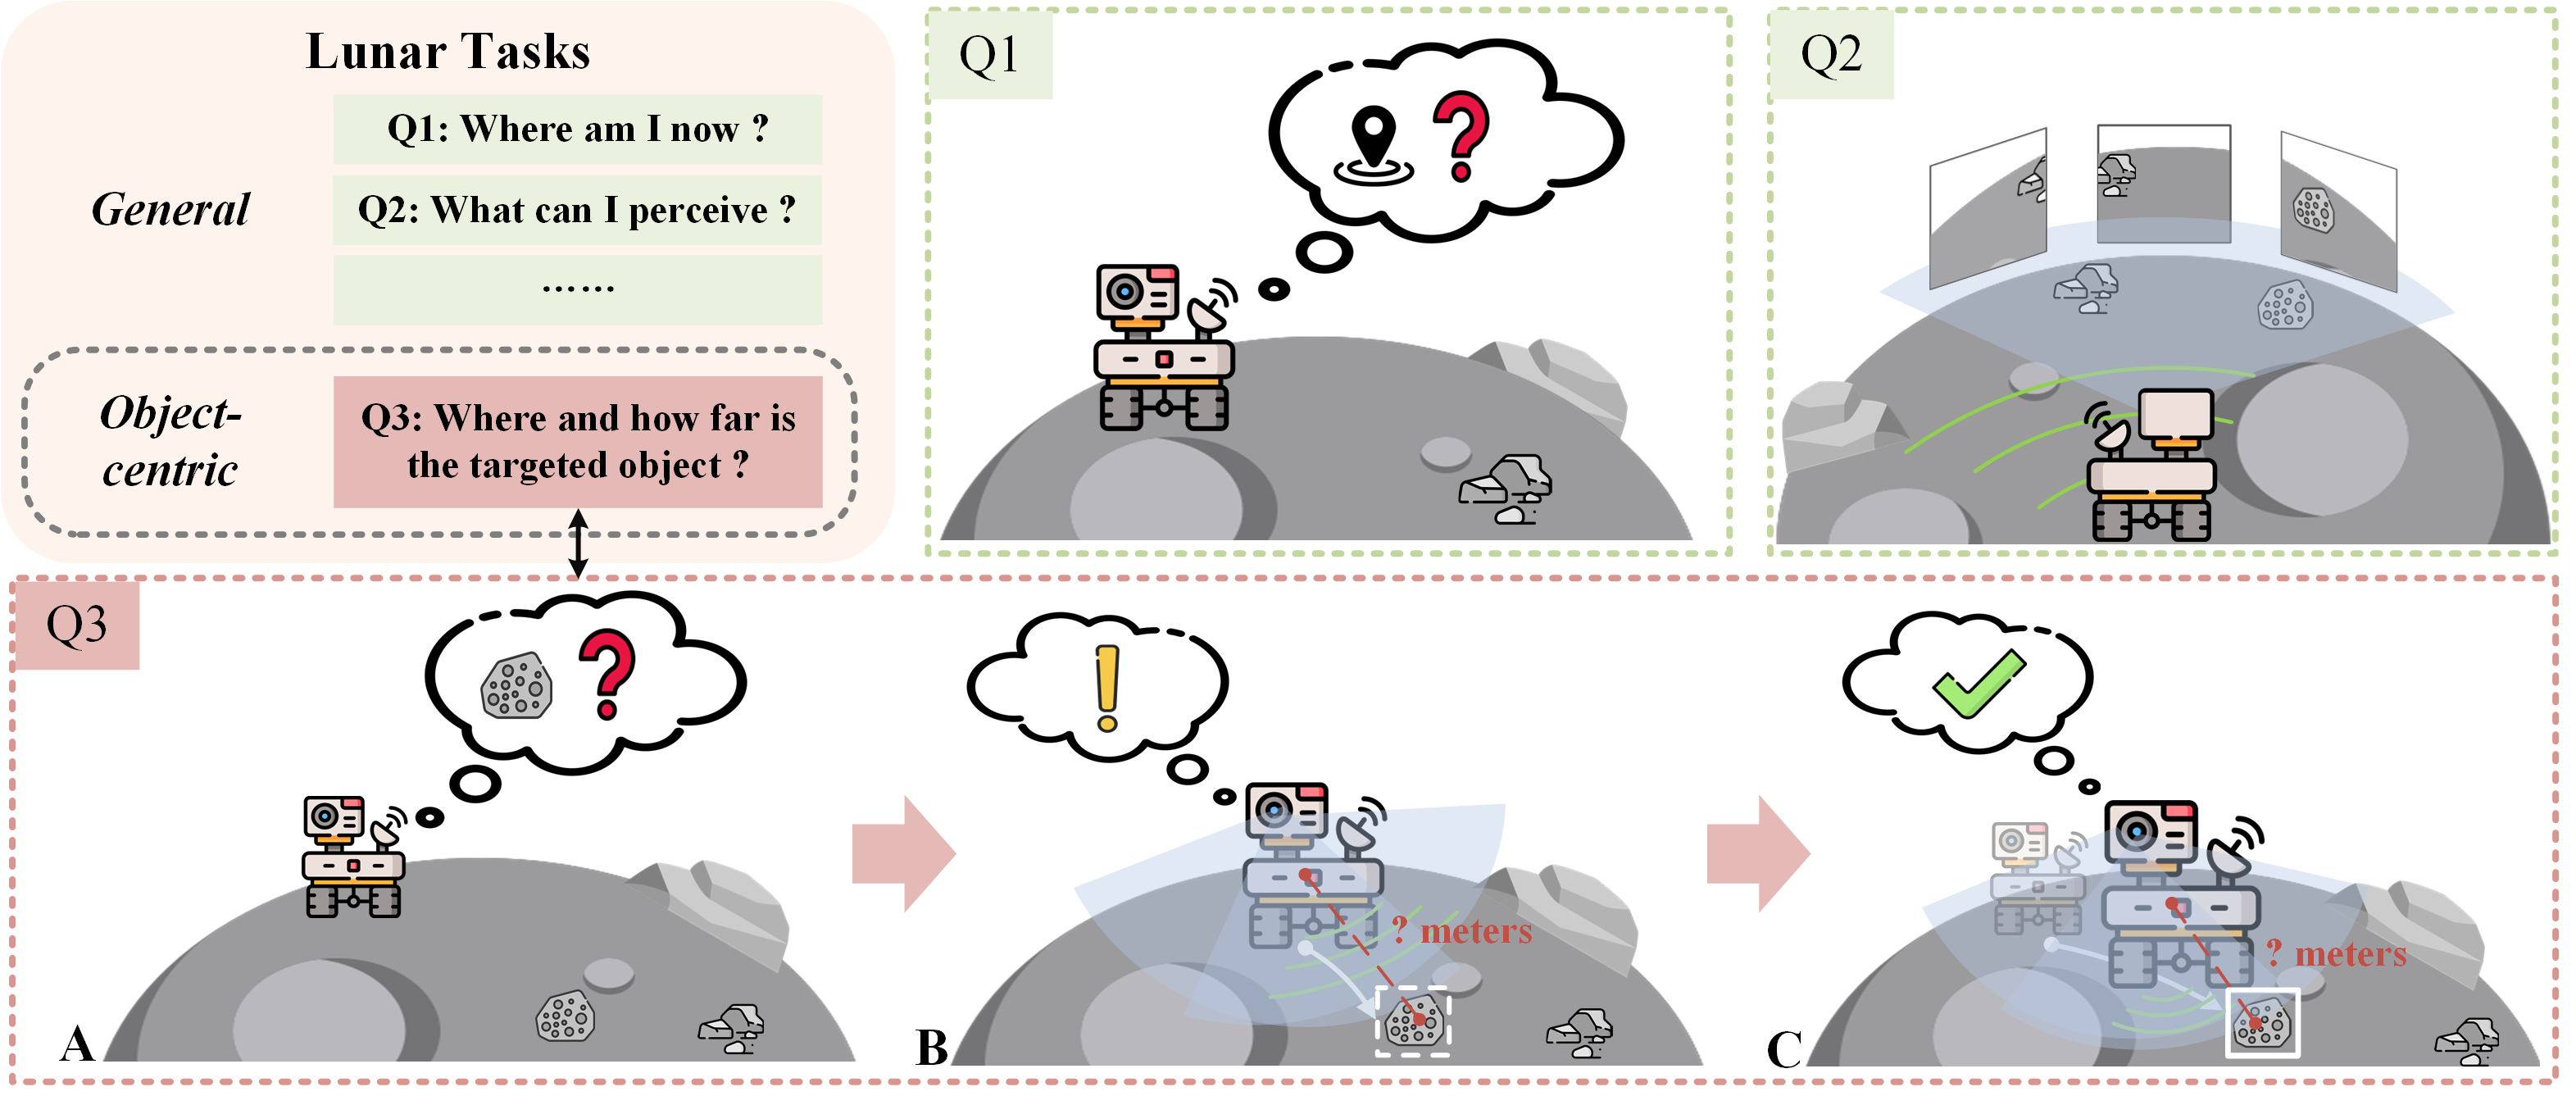 Lunar Tasks
General
Q1: Where am I now ?
Q2: What can I perceive ?
……
Object-
centric
Q3: Where and how far is
the targeted object ?
Q1
Q2
Q3
A
? meters
B
? meters
C